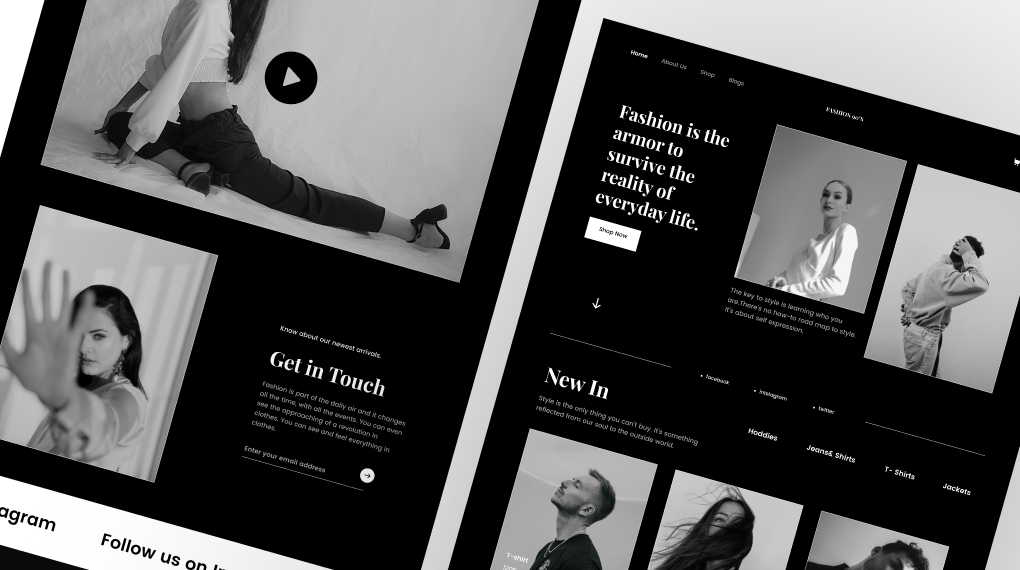 Know about our newest arrivals.
Get in Touch
Fashion is part of the daily air and it changes
all the time, with all the events. You can even
see the approaching of a revolution in
clothes. You can see and feel everything in
clothes.
Enter your email address
agram
Follow us on In
Home
About Us
Shop
Blogs
FASHION 90'S
Fashion is the
armor to
survive the
reality of
everyday life.
Shop Now
The key to style is learning who you
are.There's no how-to road map to style.
It's about self expression.
facebook
intstagram
twitter
New In
Style is the only thing you can't buy. It's something
reflected from our soul to the outside world.
Hoddies
Jeans& Shirts
T- Shirts
Jackets
T-shirt